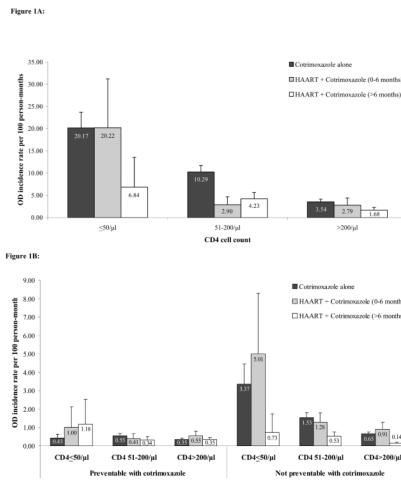 Figure 1A:
OD incidence rate per 100 person-months
35.00
30.00
25.00
20.00
15.00
10.00
5.00
0.00
Cotrimoxazole alone
HAART + Cotrimoxazole (0-6 months)
HAART + Cotrimoxazole (>6 months)
20.17
20.22
6.84
10.29
2.90
4.23
3.54
2.79
1.68
≤50/µl
51-200/µl
>200/µl
CD4 cell count
Figure 1B:
OD incidence rate per 100 person-month
9.00
8.00
7.00
6.00
5.00
4.00
3.00
2.00
1.00
0.00
Cotrimoxazole alone
HAART + Cotrimoxazole (0-6 month
HAART + Cotrimoxazole (>6 months
0.43
1.00
1.18
0.55
0.41
0.34
0.55
0.35
3.37
5.01
0.73
1.53
1.28
0.53
0.65
0.91
0.14
CD4≤50/µl
CD4 51-200/µl
CD4>200/µl
CD4≤50/µl
CD4 51-200/µl
CD4>200/µl
Preventable with cotrimoxazole
Not preventable with cotrimoxazole